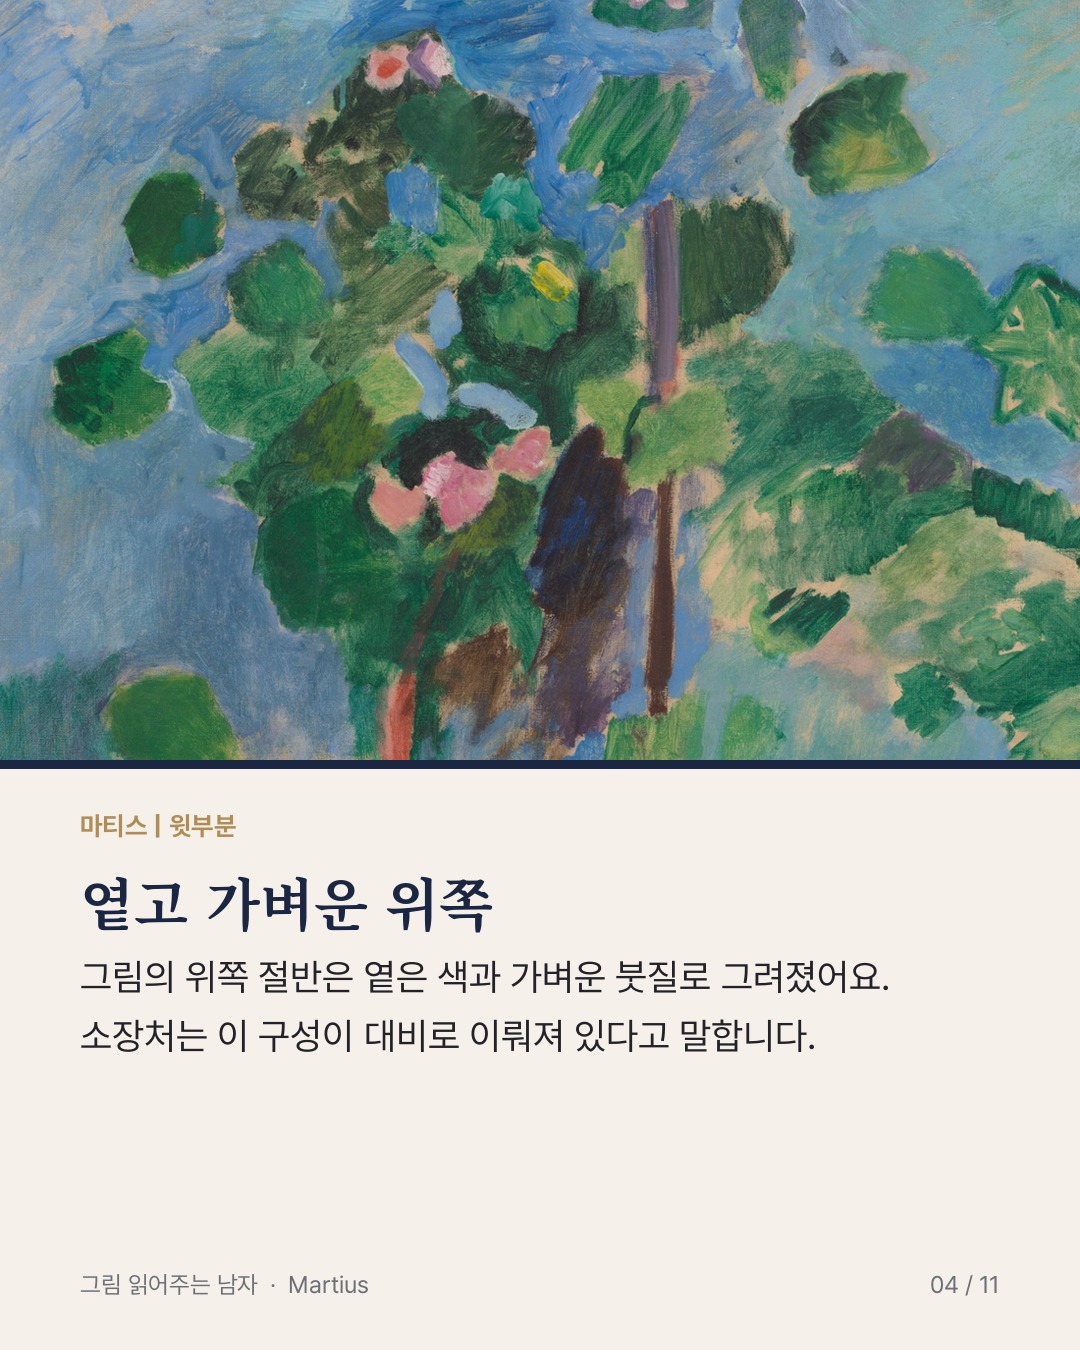 마티스 | 윗부분
옅고 가벼운 위쪽
그림의 위쪽 절반은 옅은 색과 가벼운 붓질로 그려졌어요.
소장처는 이 구성이 대비로 이뤄져 있다고 말합니다.
그림 읽어주는 남자 · Martius
04 / 11